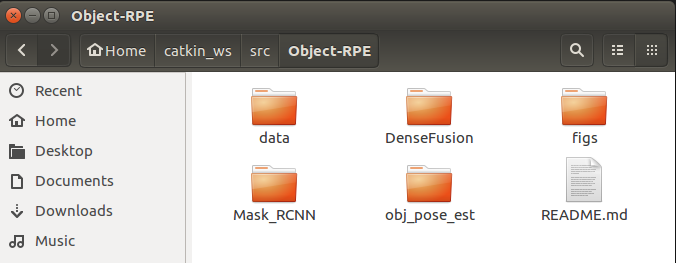 Object-RPE
Home catkin_ws src Object-RPE
Recent
Home
Desktop
Documents
Downloads
Music
data DenseFusion figs
Mask_RCNN obj_pose_est README.md